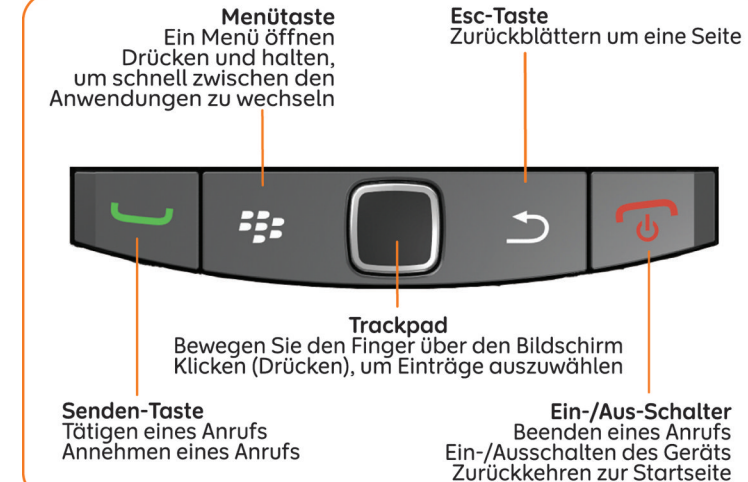 Menütaste
Ein Menü öffnen
Drücken und halten,
um schnell zwischen den
Anwendungen zu wechseln
Esc-Taste
Zurückblättern um eine Seite
Trackpad
Bewegen Sie den Finger über den Bildschirm
Klicken (Drücken), um Einträge auszuwählen
Senden-Taste
Tätigen eines Anrufs
Annehmen eines Anrufs
Ein-/Aus-Schalter
Beenden eines Anrufs
Ein-/Ausschalten des Geräts
Zurückkehren zur Startseite